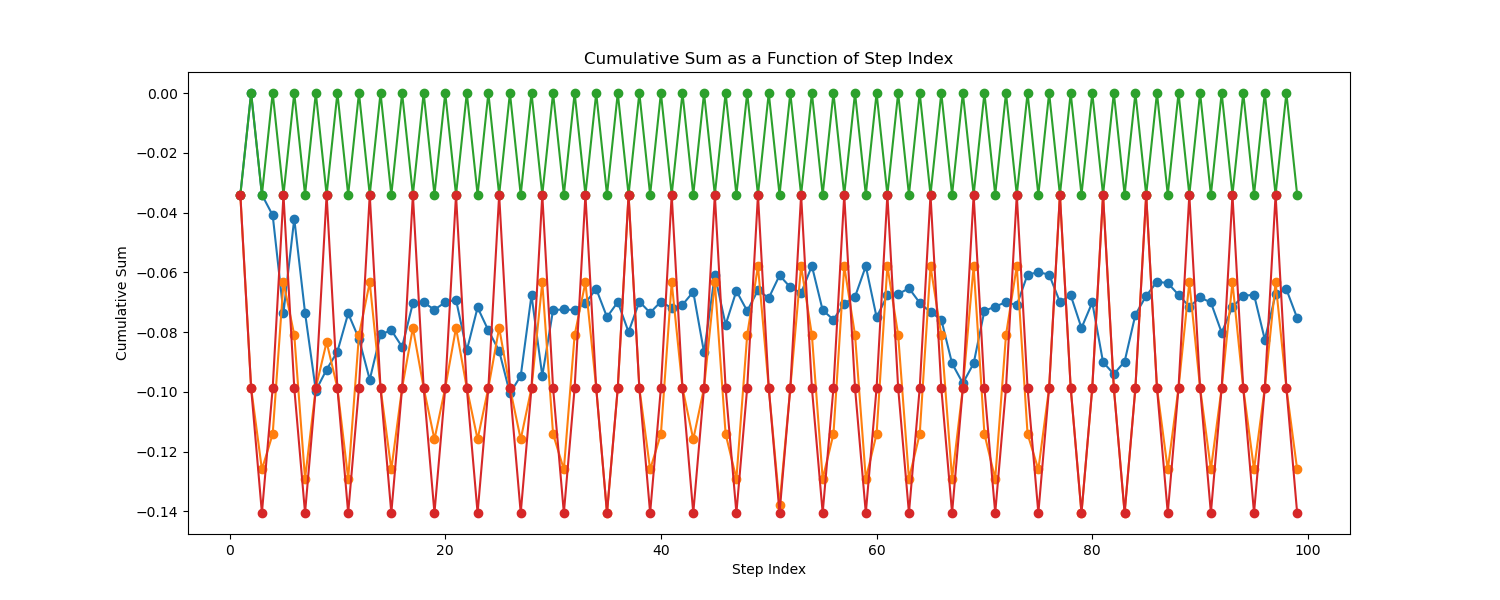 Cumulative Sum as a Function of Step Index
0.00
−0.02
−0.04
−0.06
−0.08
−0.10
−0.12
−0.14
Cumulative Sum
0 20 40 60 80 100
Step Index